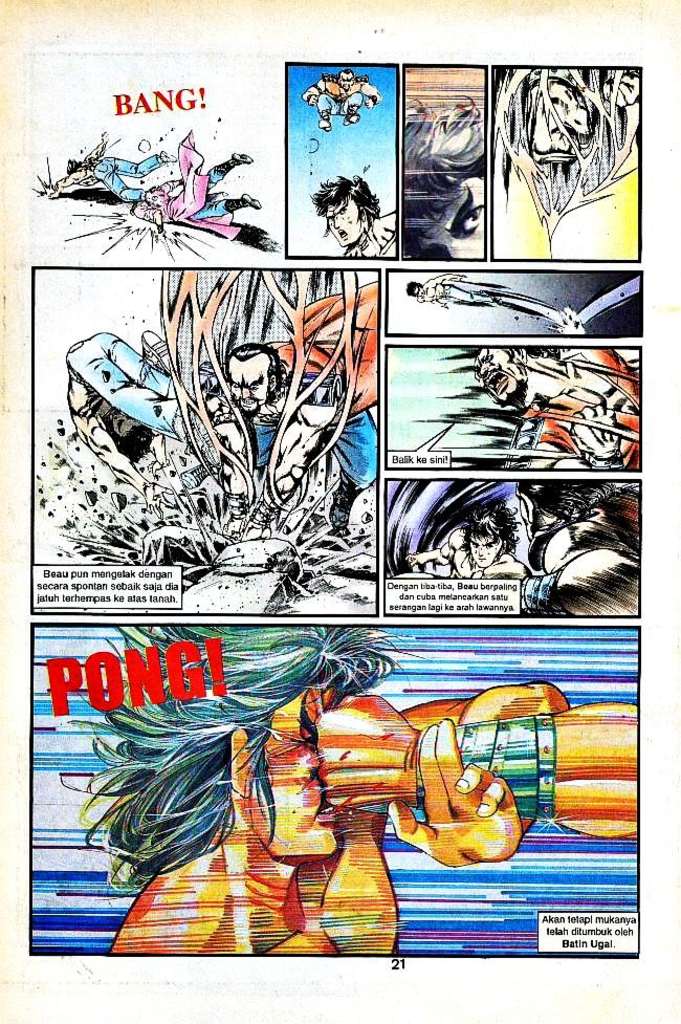 BANG!
Beau pun mengelak dengan
secara spontan sebaik saja dia
jatuh terhempas ke atas tanah.
Balik ke sini!
Dengan tiba-tiba, Beau berpaling
dan cuba melancarkan satu
serangan lagi ke arah lawannya.
PONG!
Akan tetapi mukanya
telah ditumbuk oleh
Batin Ugal.
21